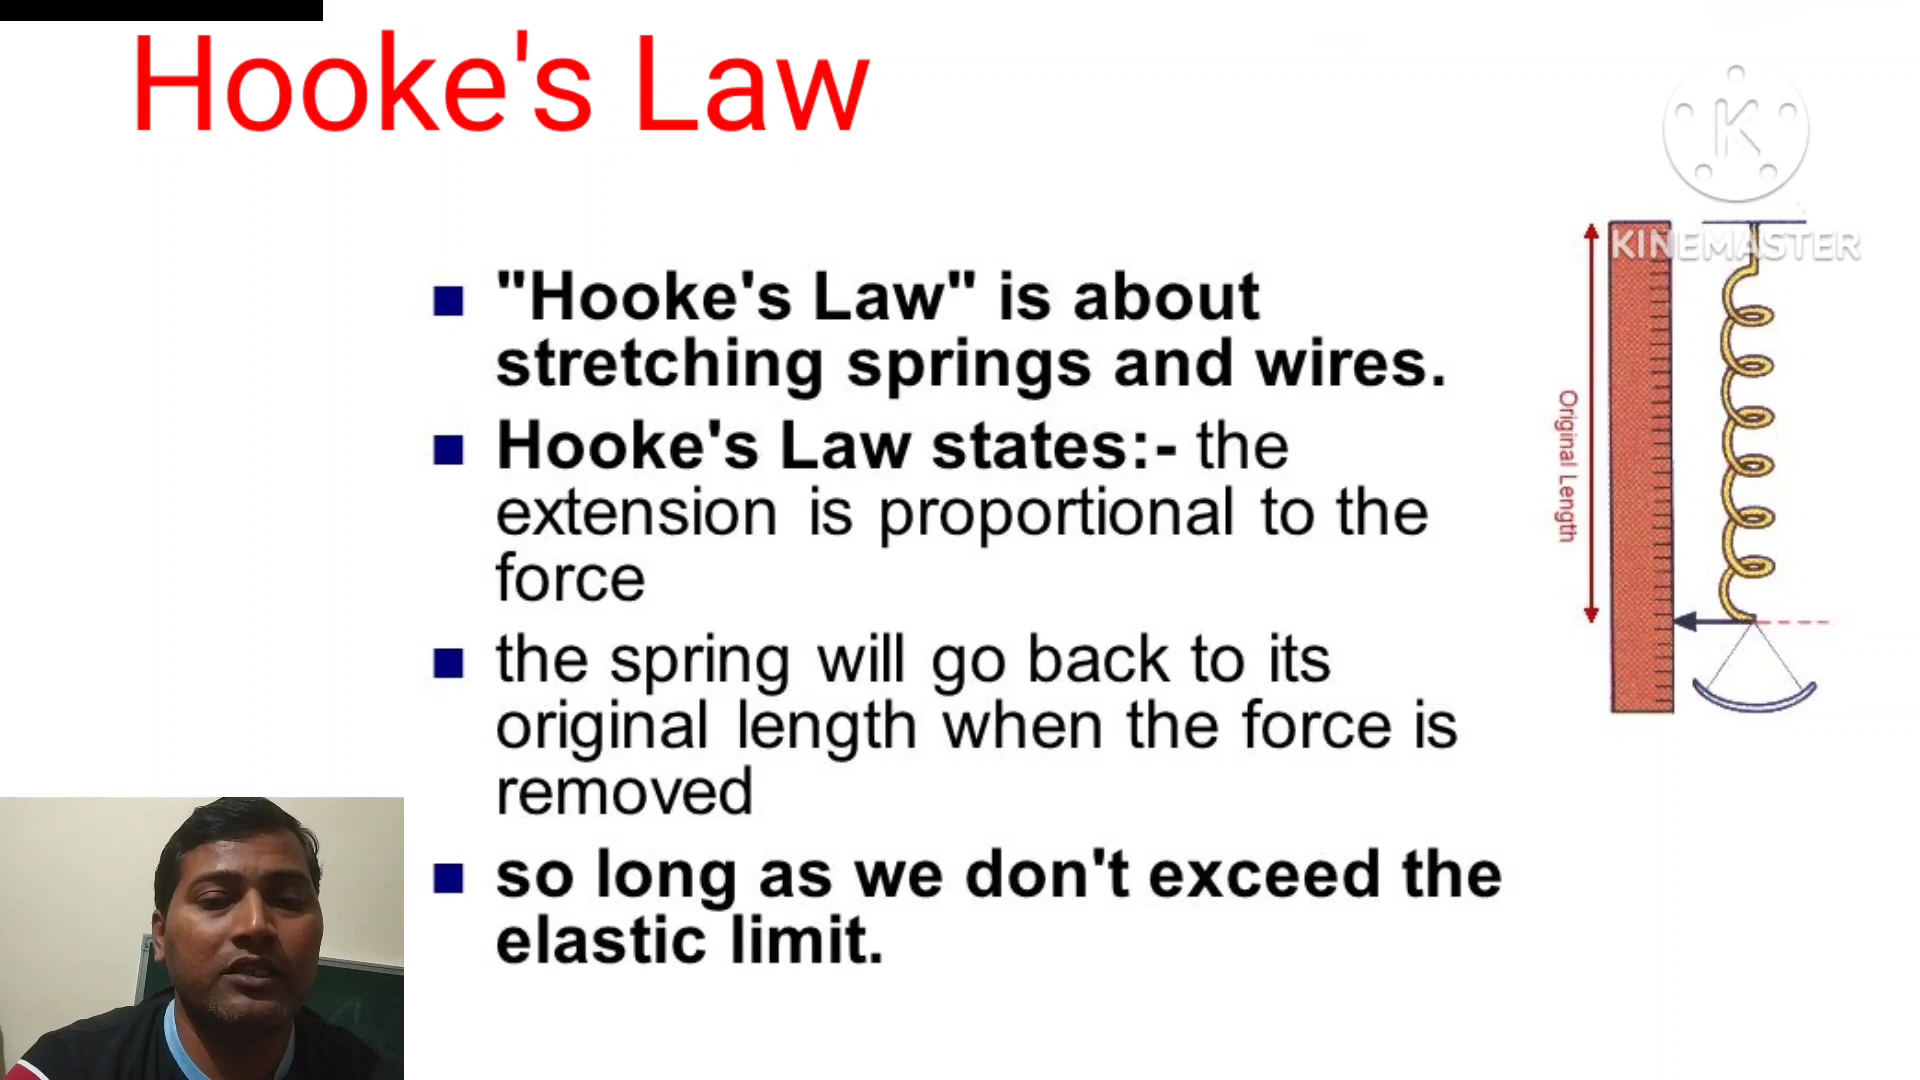 Hooke's Law
K
KINEMASTER
"Hooke's Law" is about
stretching springs and wires.
Hooke's Law states:- the
extension is proportional to the
force
the spring will go back to its
original length when the force is
removed
so long as we don't exceed the
elastic limit.
Original Length